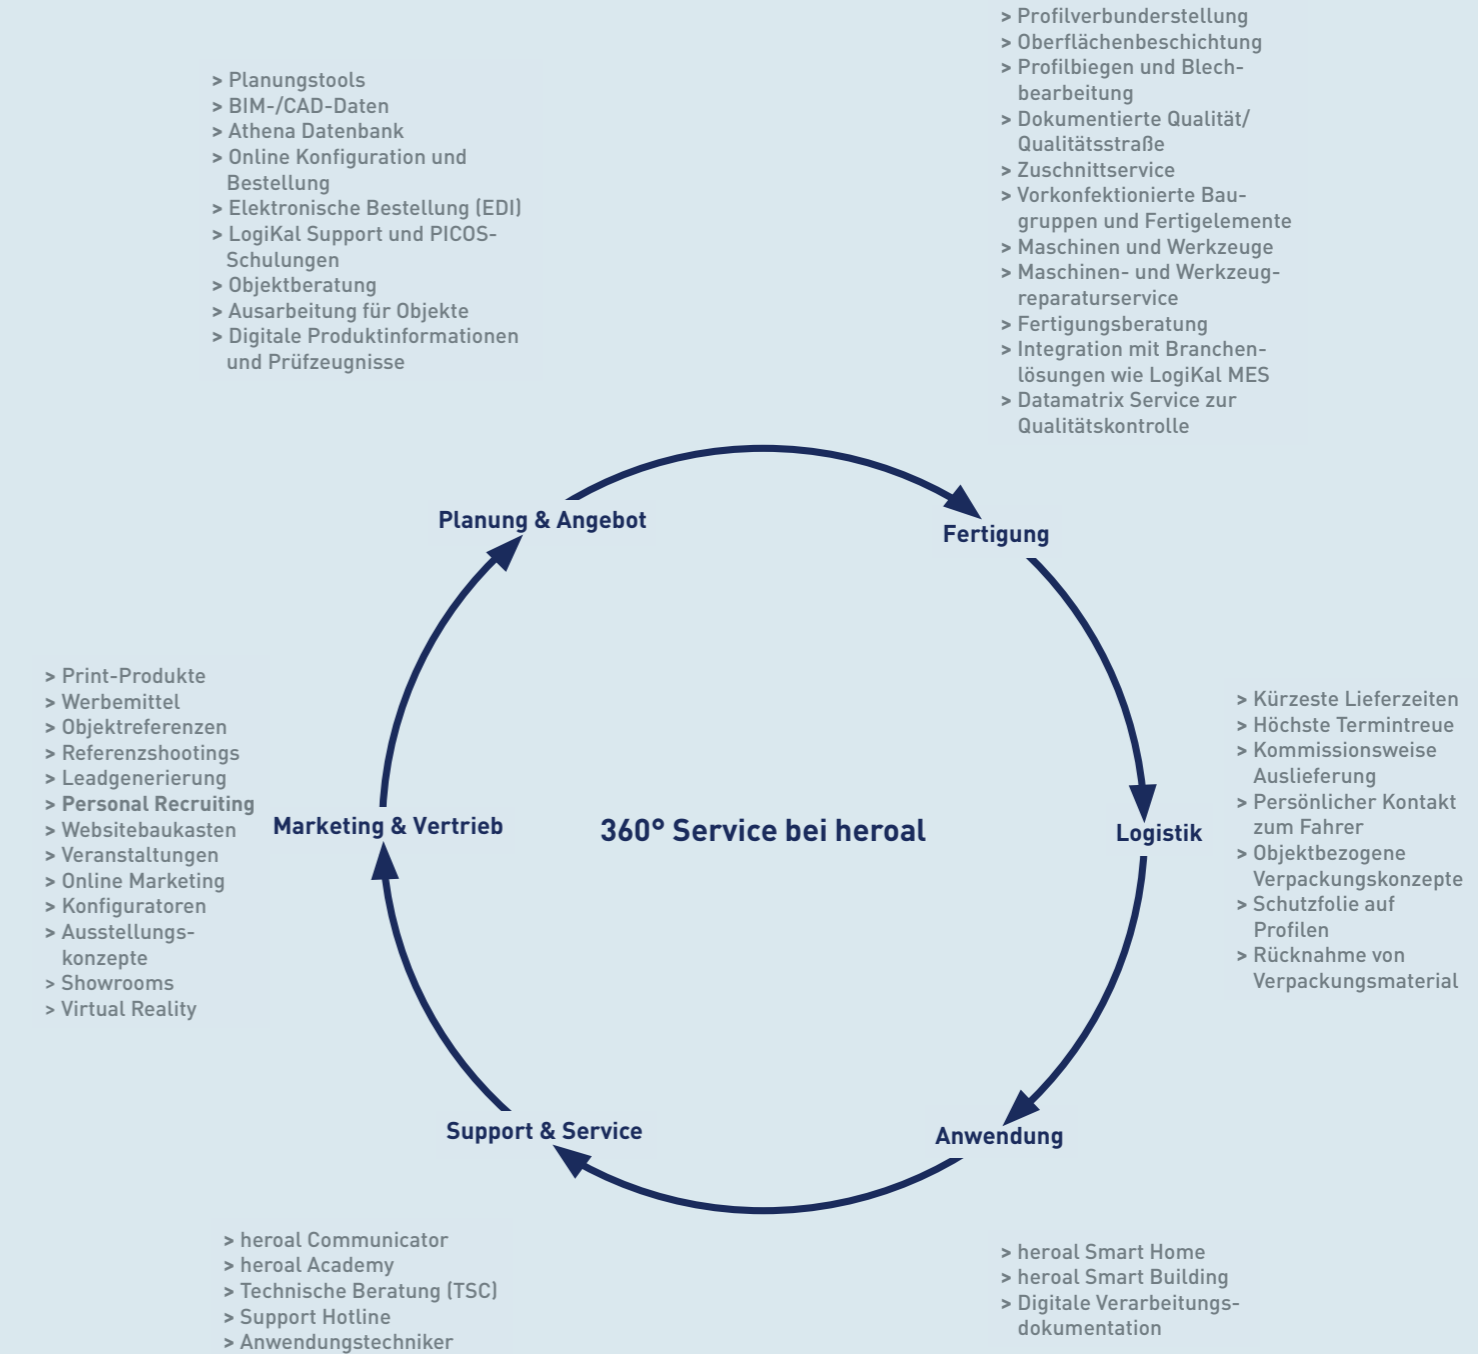 > Planungstools
> BIM-/CAD-Daten
> Athena Datenbank
> Online Konfiguration und
Bestellung
> Elektronische Bestellung (EDI)
> LogiKal Support und PICOS-
Schulungen
> Objektberatung
> Ausarbeitung für Objekte
> Digitale Produktinformationen
und Prüfzeugnisse
> Profilverbunderstellung
> Oberflächenbeschichtung
> Profilbiegen und Blech-
bearbeitung
> Dokumentierte Qualität/
Qualitätsstraße
> Zuschnittservice
> Vorkonfektionierte Bau-
gruppen und Fertigelemente
> Maschinen und Werkzeuge
> Maschinen- und Werkzeug-
reparaturservice
> Fertigungsberatung
> Integration mit Branchen-
lösungen wie LogiKal MES
> Datamatrix Service zur
Qualitätskontrolle
Planung & Angebot
Fertigung
> Print-Produkte
> Werbemittel
> Objektreferenzen
> Referenzshootings
> Leadgenerierung
> Personal Recruiting
> Websitebaukasten
> Veranstaltungen
> Online Marketing
> Konfiguratoren
> Ausstellungs-
konzepte
> Showrooms
> Virtual Reality
Marketing & Vertrieb
360° Service bei heroal
Logistik
> Kürzeste Lieferzeiten
> Höchste Termintreue
> Kommissionsweise
Auslieferung
> Persönlicher Kontakt
zum Fahrer
> Objektbezogene
Verpackungskonzepte
> Schutzfolie auf
Profilen
> Rücknahme von
Verpackungsmaterial
Support & Service
Anwendung
> heroal Communicator
> heroal Academy
> Technische Beratung (TSC)
> Support Hotline
> Anwendungstechniker
> heroal Smart Home
> heroal Smart Building
> Digitale Verarbeitungs-
dokumentation